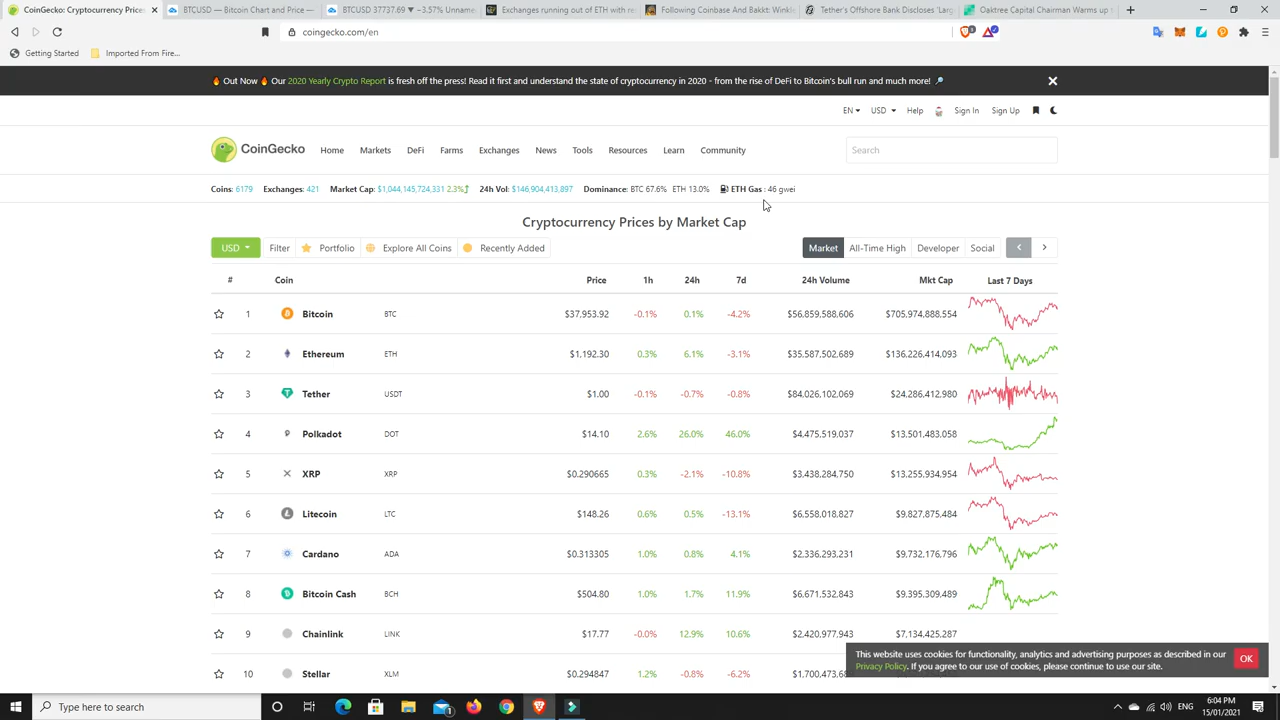 CoinGecko: Cryptocurrency Prices
BTCUSD — Bitcoin Chart and Price —
BTCUSD 37737.69 ▼ −3.57% Unnam
Exchanges running out of ETH with re
Following Coinbase And Bakkt: Winkl
Tether's Offshore Bank Discloses 'Larg
Oaktree Capital Chairman Warms up
coingecko.com/en
Getting Started
Imported From Fire...
Out Now Our 2020 Yearly Crypto Report is fresh off the press! Read it first and understand the state of cryptocurrency in 2020 - from the rise of DeFi to Bitcoin's bull run and much more!
EN USD Help Sign In Sign Up
CoinGecko Home Markets DeFi Farms Exchanges News Tools Resources Learn Community Search
Coins: 6179 Exchanges: 421 Market Cap: $1,044,145,724,331 2.3% 24h Vol: $146,904,413,897 Dominance: BTC 67.6% ETH 13.0% ETH Gas : 46 gwei
Cryptocurrency Prices by Market Cap
USD Filter Portfolio Explore All Coins Recently Added Market All-Time High Developer Social
# Coin Price 1h 24h 7d 24h Volume Mkt Cap Last 7 Days
1 Bitcoin BTC $37,953.92 -0.1% 0.1% -4.2% $56,859,588,606 $705,974,888,554
2 Ethereum ETH $1,192.30 0.3% 6.1% -3.1% $35,587,502,689 $136,226,414,093
3 Tether USDT $1.00 -0.1% -0.7% -0.8% $84,026,102,069 $24,286,412,980
4 Polkadot DOT $14.10 2.6% 26.0% 46.0% $4,475,519,037 $13,501,483,058
5 XRP XRP $0.290665 0.3% -2.1% -10.8% $3,438,284,750 $13,255,934,954
6 Litecoin LTC $148.26 0.6% 0.5% -13.1% $6,558,018,827 $9,827,875,484
7 Cardano ADA $0.313305 1.0% 0.8% 4.1% $2,336,293,231 $9,732,176,796
8 Bitcoin Cash BCH $504.80 1.0% 1.7% 11.9% $6,671,532,843 $9,395,309,489
9 Chainlink LINK $17.77 -0.0% 12.9% 10.6% $2,420,977,943 $7,134,425,287
10 Stellar XLM $0.294847 1.2% -0.8% -6.2% $1,700,473,68
This website uses cookies for functionality, analytics and advertising purposes as described in our
Privacy Policy. If you agree to our use of cookies, please continue to use our site.
OK
Type here to search
ENG
6:04 PM
15/01/2021